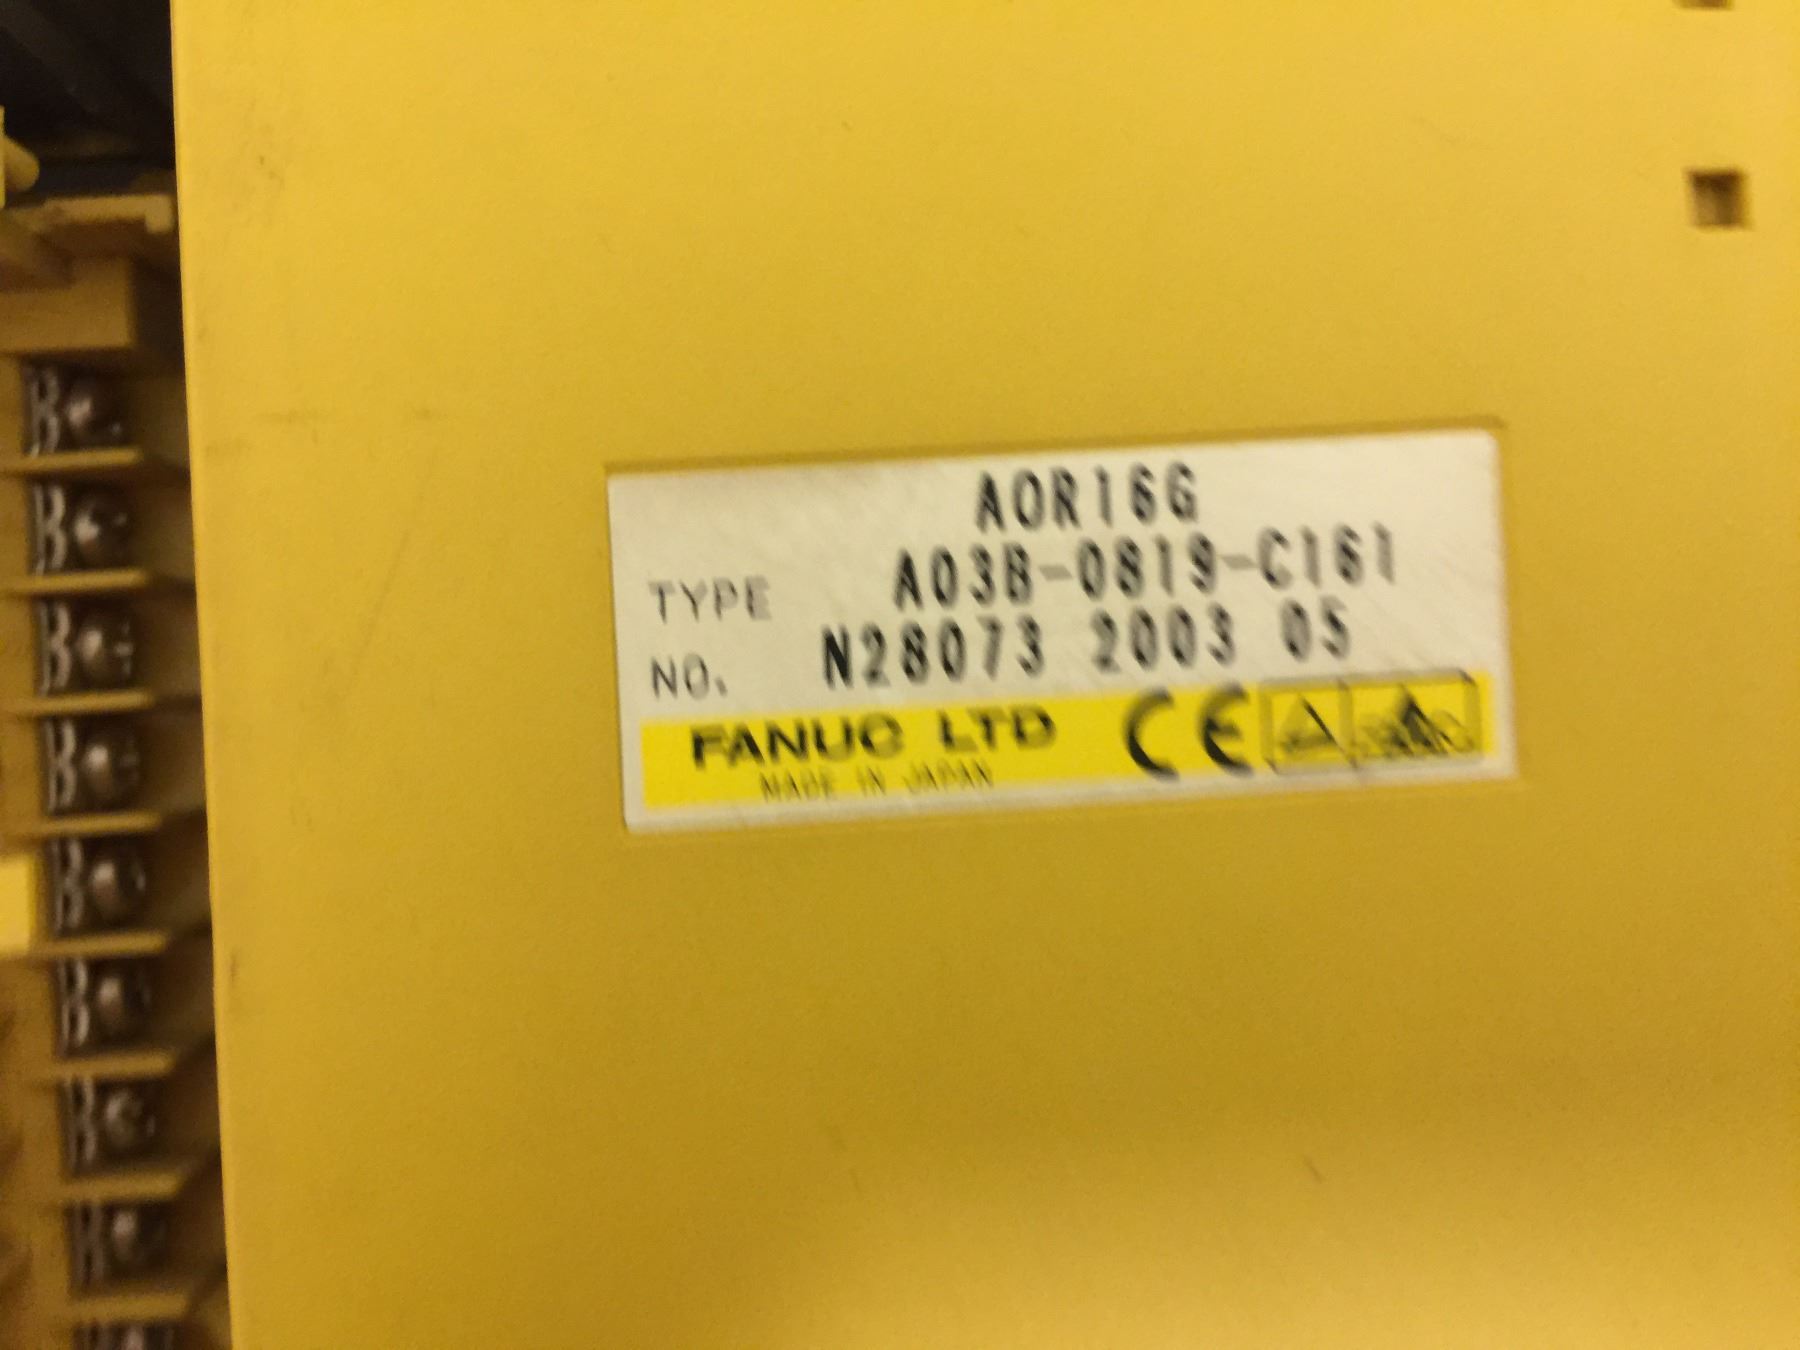 AOR16G
TYPE A03B-0819-C161
NO. N28073 2003 05
FANUC LTD CE
MADE IN JAPAN